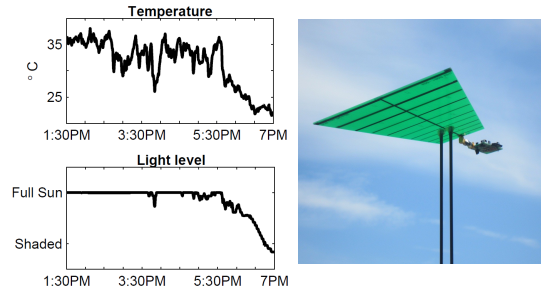 Temperature
35
° C
25
1:30PM 3:30PM 5:30PM 7PM
Light level
Full Sun
Shaded
1:30PM 3:30PM 5:30PM 7PM